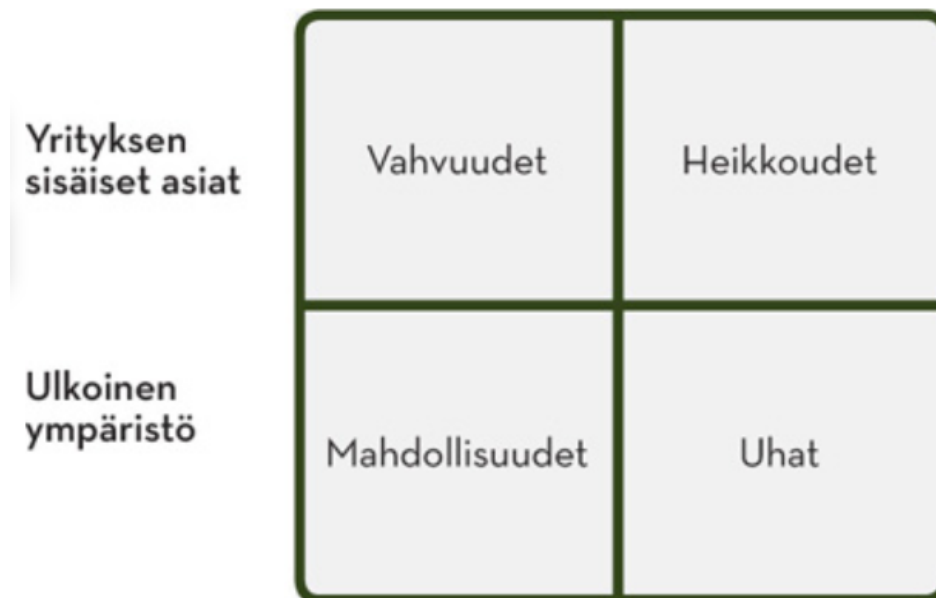 Yrityksen
sisäiset asiat
Vahvuudet
Heikkoudet
Ulkoinen
ympäristö
Mahdollisuudet
Uhat